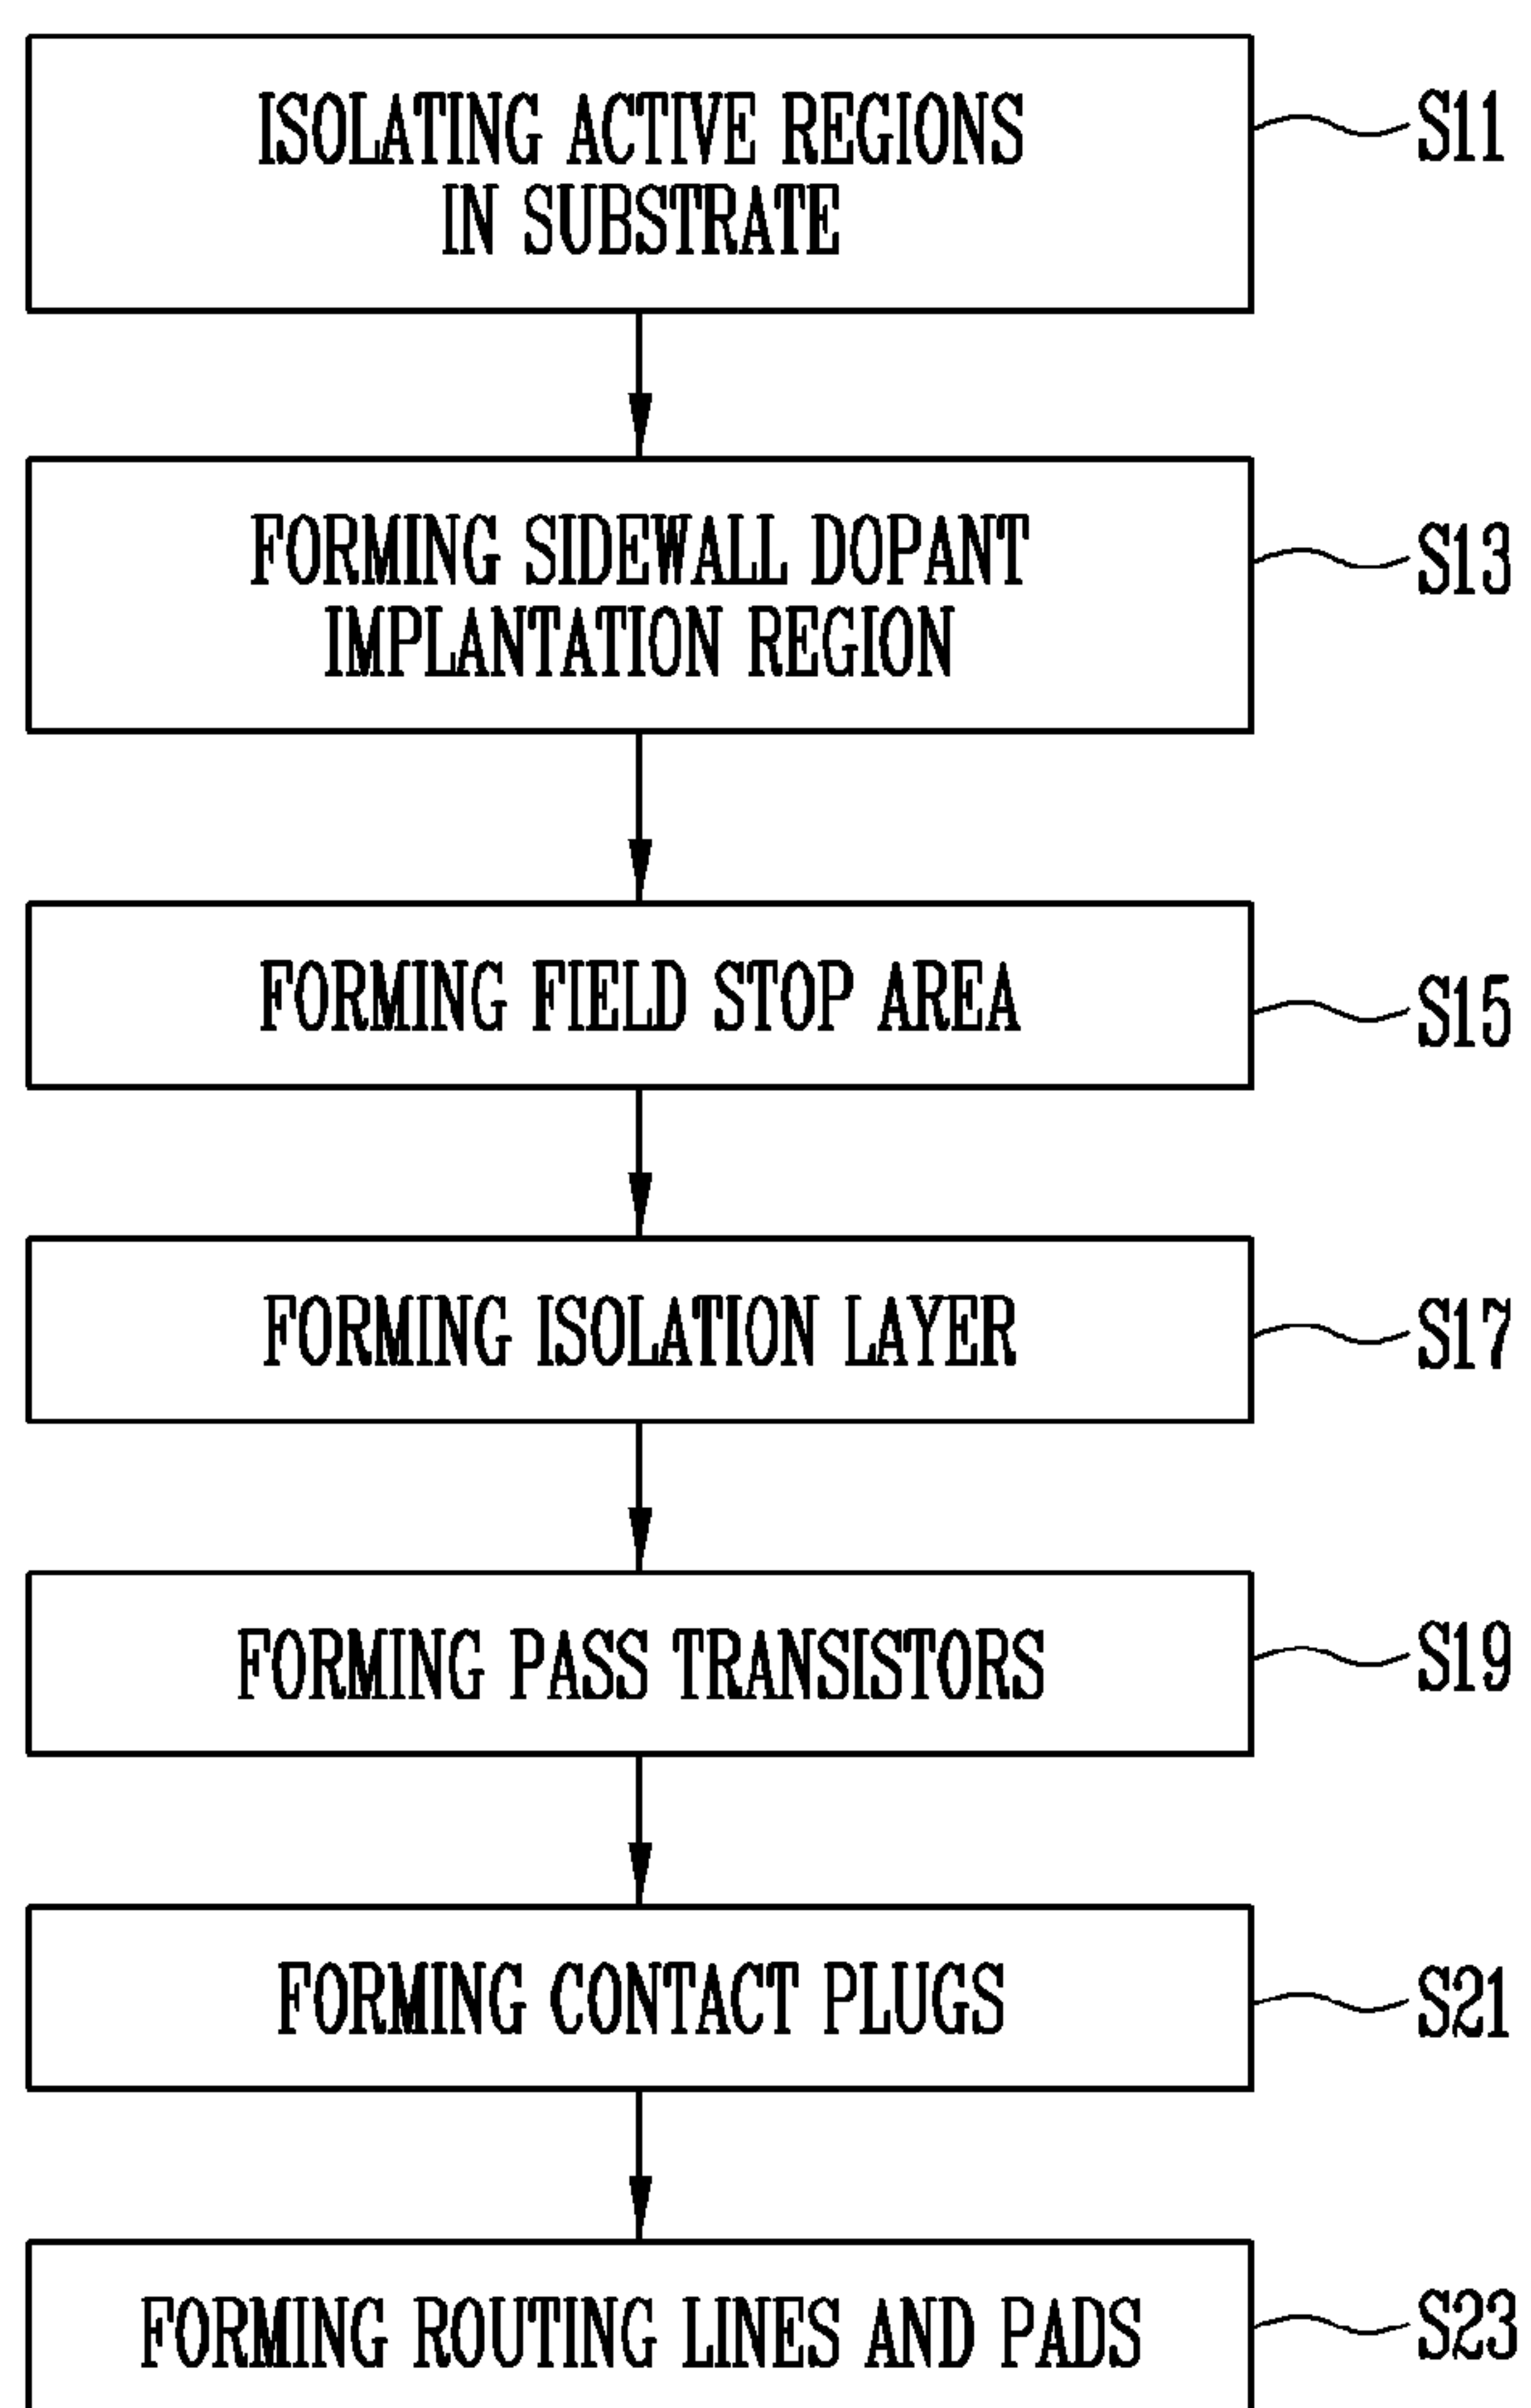 ISOLATING ACTIVE REGIONS
IN SUBSTRATE
S11
FORMING SIDEWALL DOPANT
IMPLANTATION REGION
S13
FORMING FIELD STOP AREA
S15
FORMING ISOLATION LAYER
S17
FORMING PASS TRANSISTORS
S19
FORMING CONTACT PLUGS
S21
FORMING ROUTING LINES AND PADS
S23